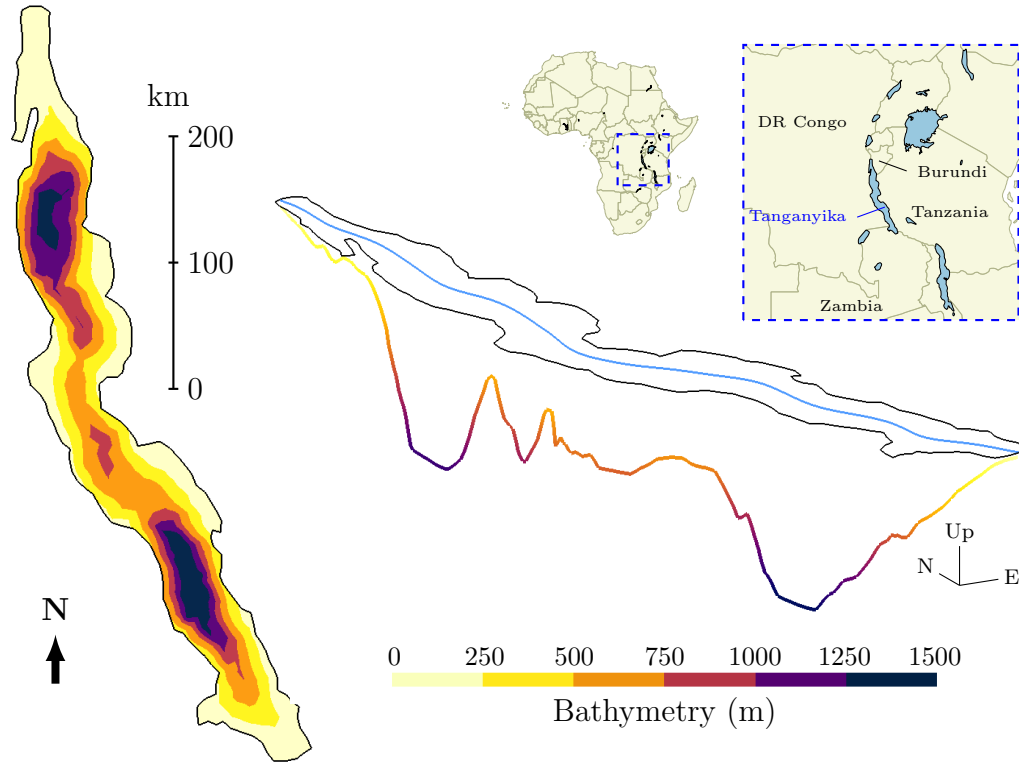 km
200
100
0
N
DR Congo
Burundi
Tanganyika
Tanzania
Zambia
Up
N
E
0 250 500 750 1000 1250 1500
Bathymetry (m)